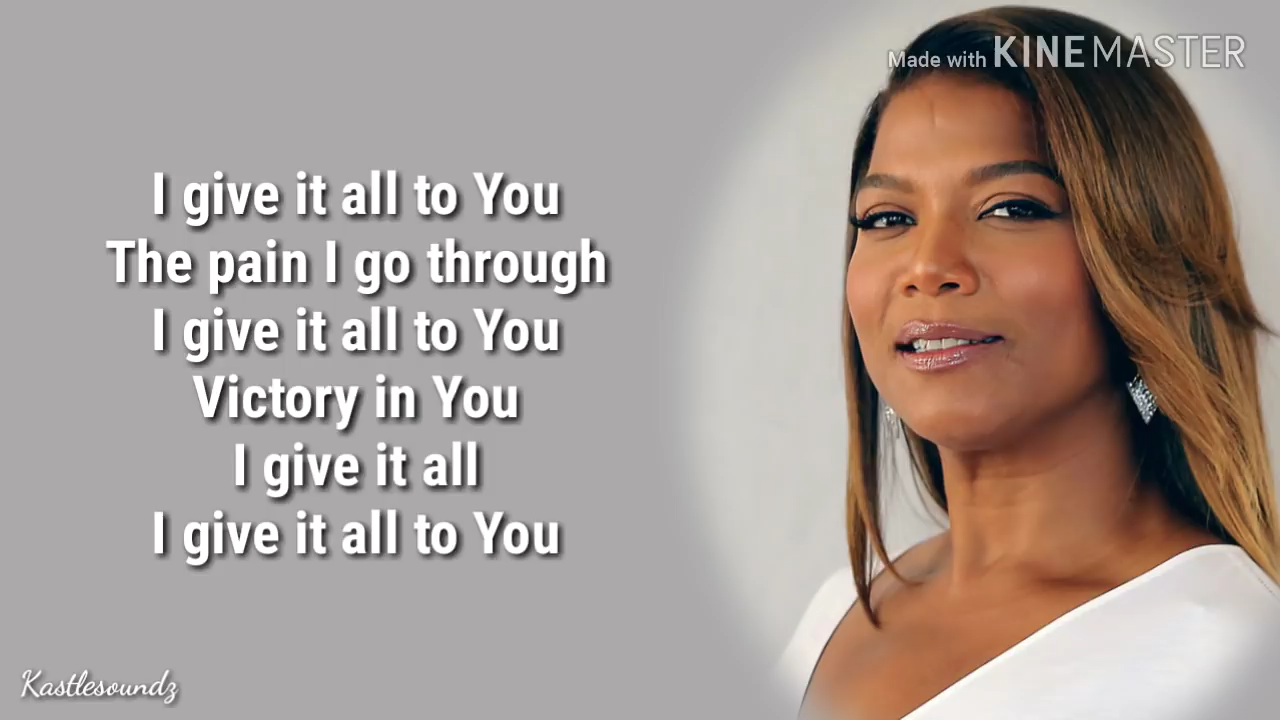 Made with KINEMASTER
I give it all to You
The pain I go through
I give it all to You
Victory in You
I give it all
I give it all to You
Kastlesoundz